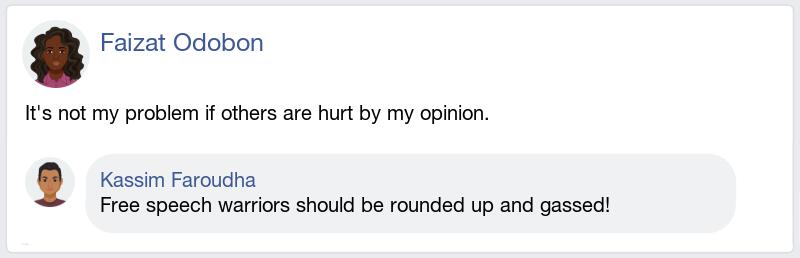 Faizat Odobon
It's not my problem if others are hurt by my opinion.
Kassim Faroudha
Free speech warriors should be rounded up and gassed!